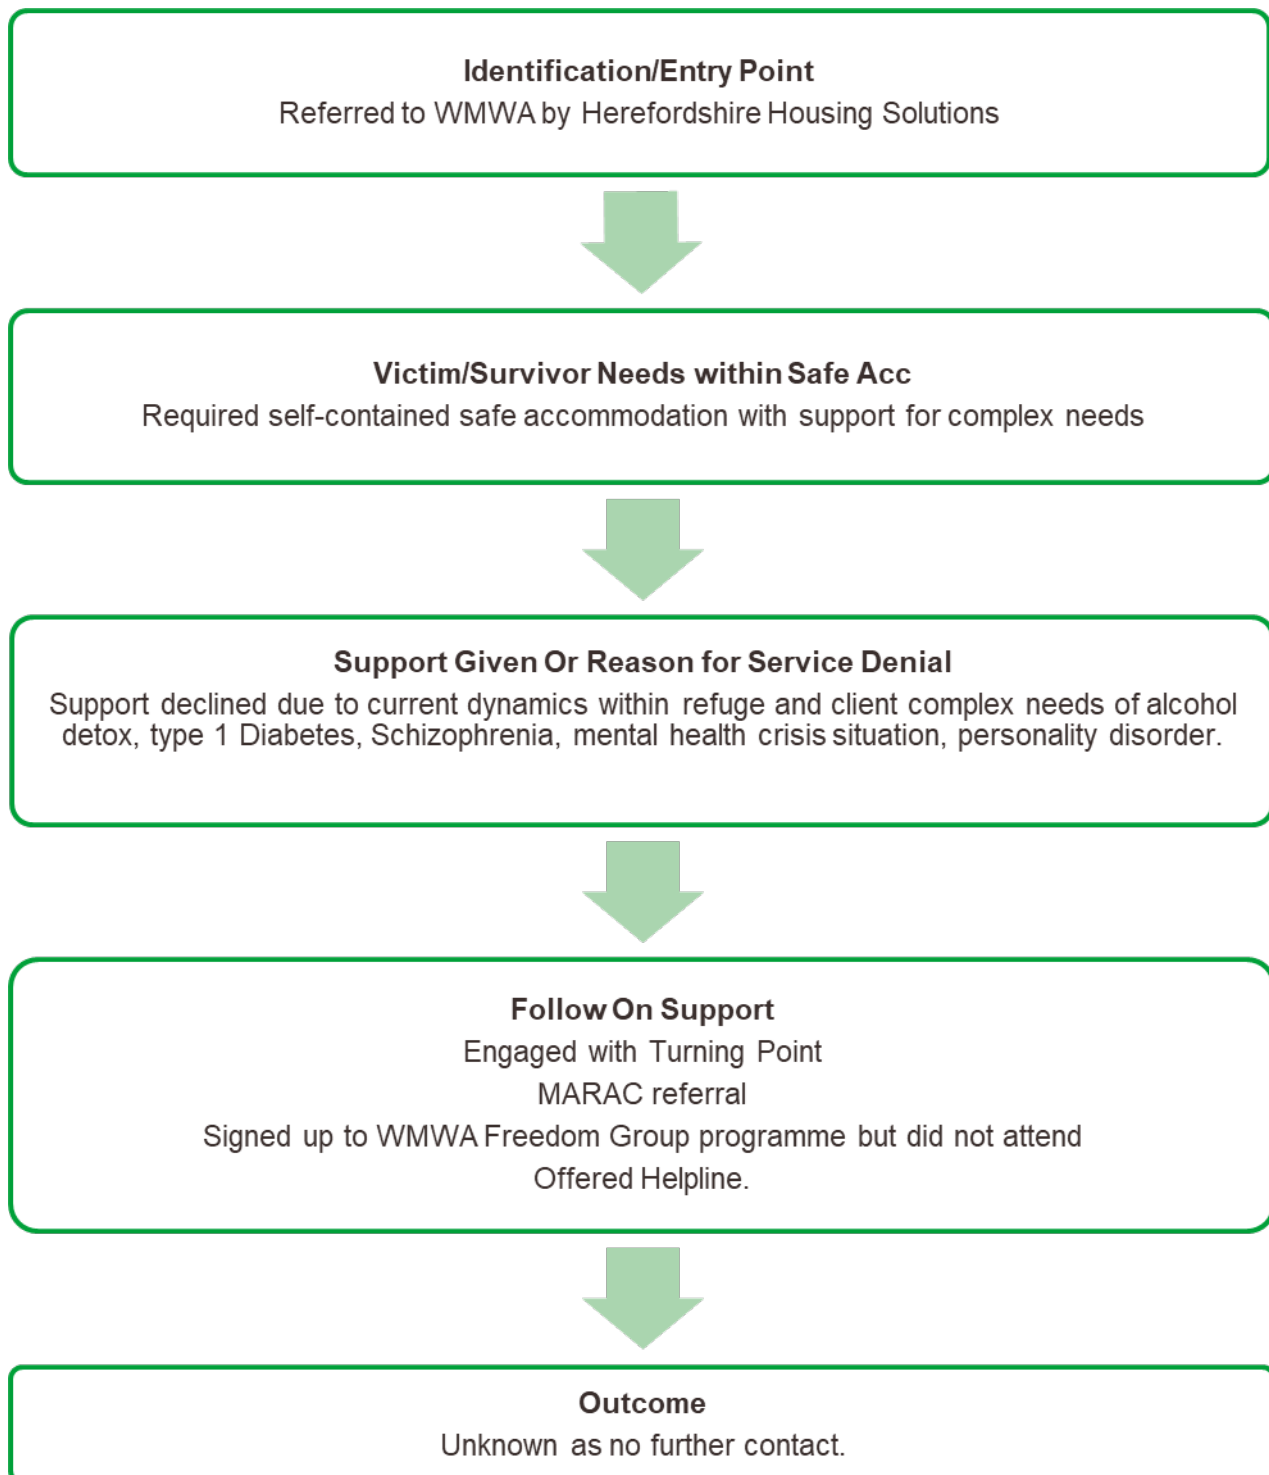 Identification/Entry Point
Referred to WMWA by Herefordshire Housing Solutions
Victim/Survivor Needs within Safe Acc
Required self-contained safe accommodation with support for complex needs
Support Given Or Reason for Service Denial
Support declined due to current dynamics within refuge and client complex needs of alcohol
detox, type 1 Diabetes, Schizophrenia, mental health crisis situation, personality disorder.
Follow On Support
Engaged with Turning Point
MARAC referral
Signed up to WMWA Freedom Group programme but did not attend
Offered Helpline.
Outcome
Unknown as no further contact.